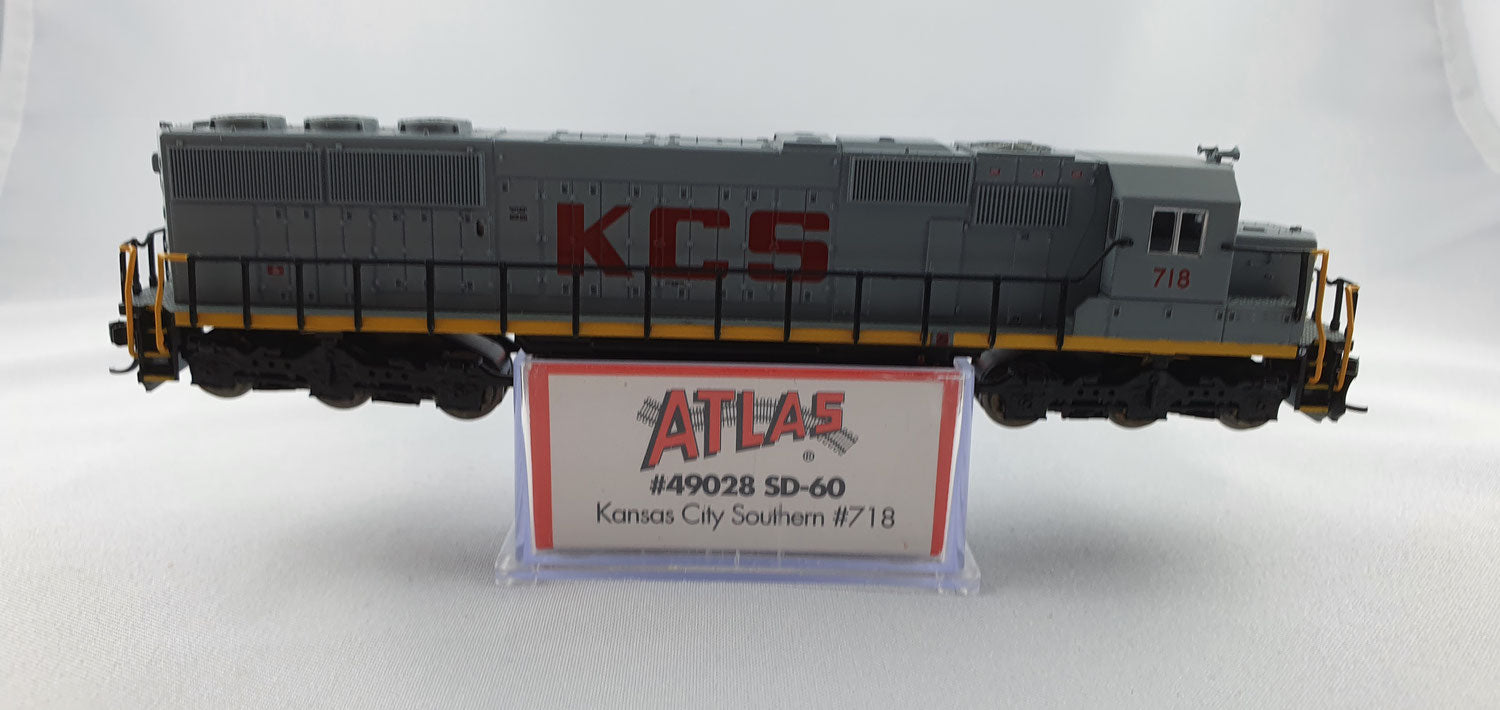 KCS
718
ATLAS
®
#49028 SD-60
Kansas City Southern #718